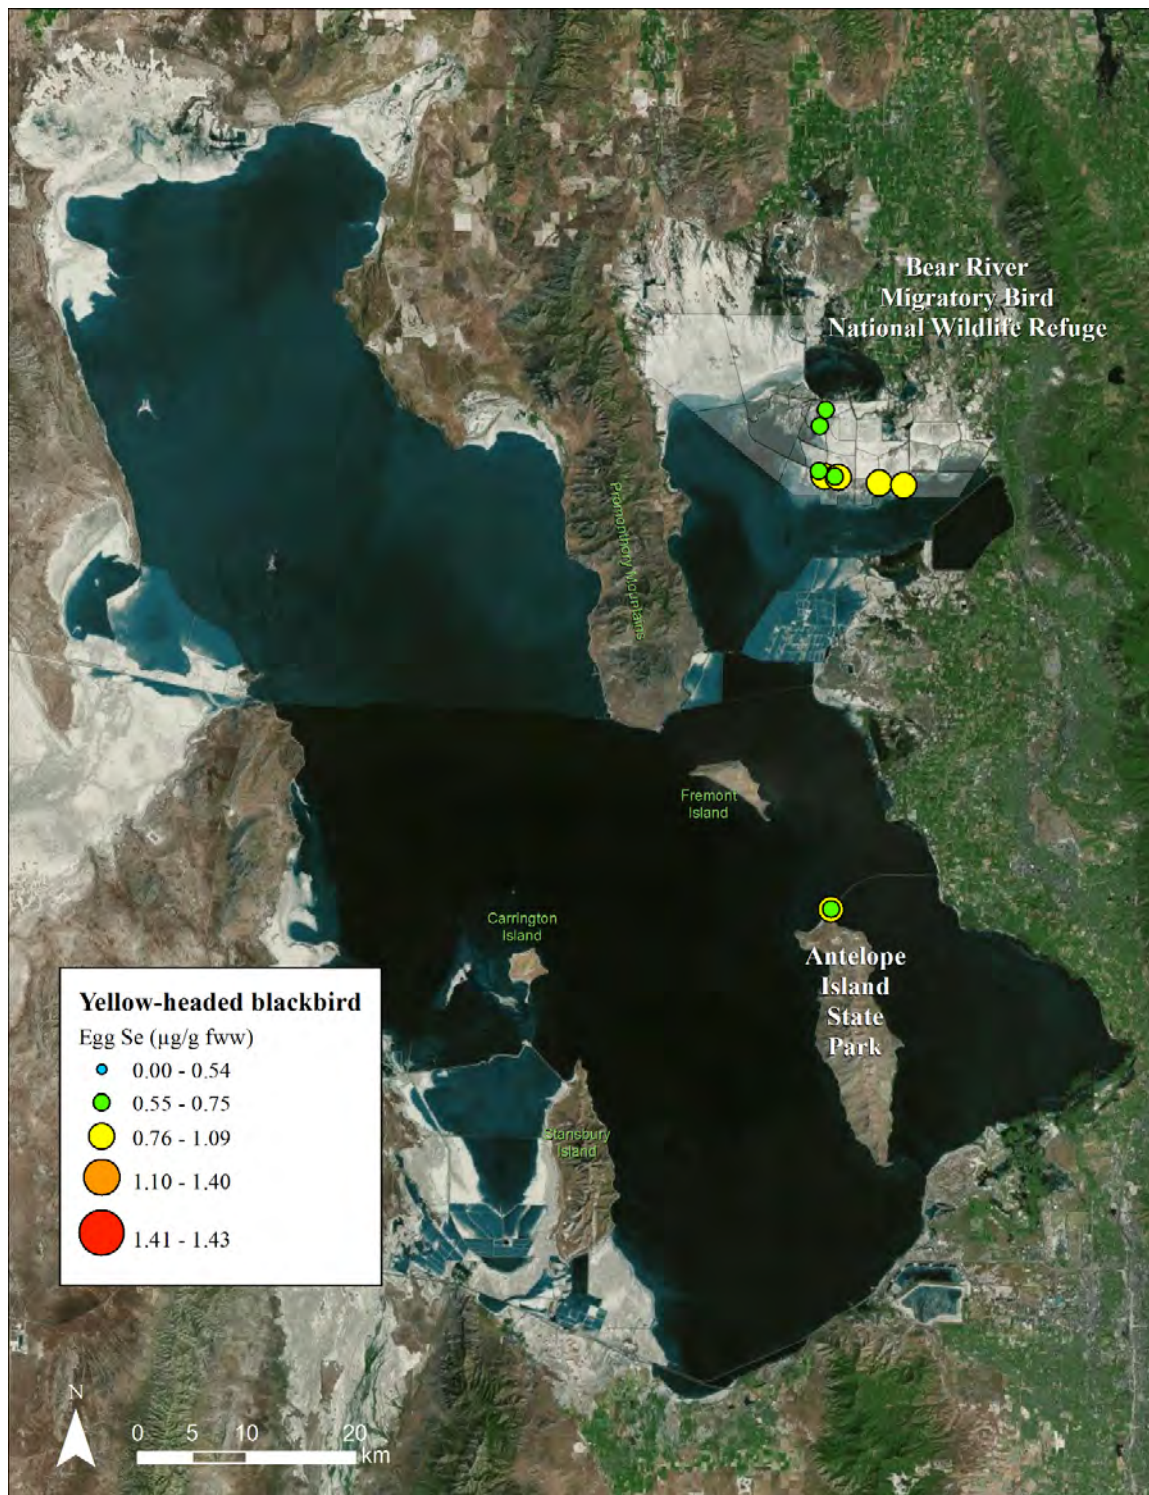 Bear River
Migratory Bird
National Wildlife Refuge
Promonthory Mountains
Fremont
Island
Carrington
Island
Antelope
Island
State
Park
Stansbury
Island
Yellow-headed blackbird
Egg Se (µg/g fww)
0.00 - 0.54
0.55 - 0.75
0.76 - 1.09
1.10 - 1.40
1.41 - 1.43
N
0 5 10 20
km